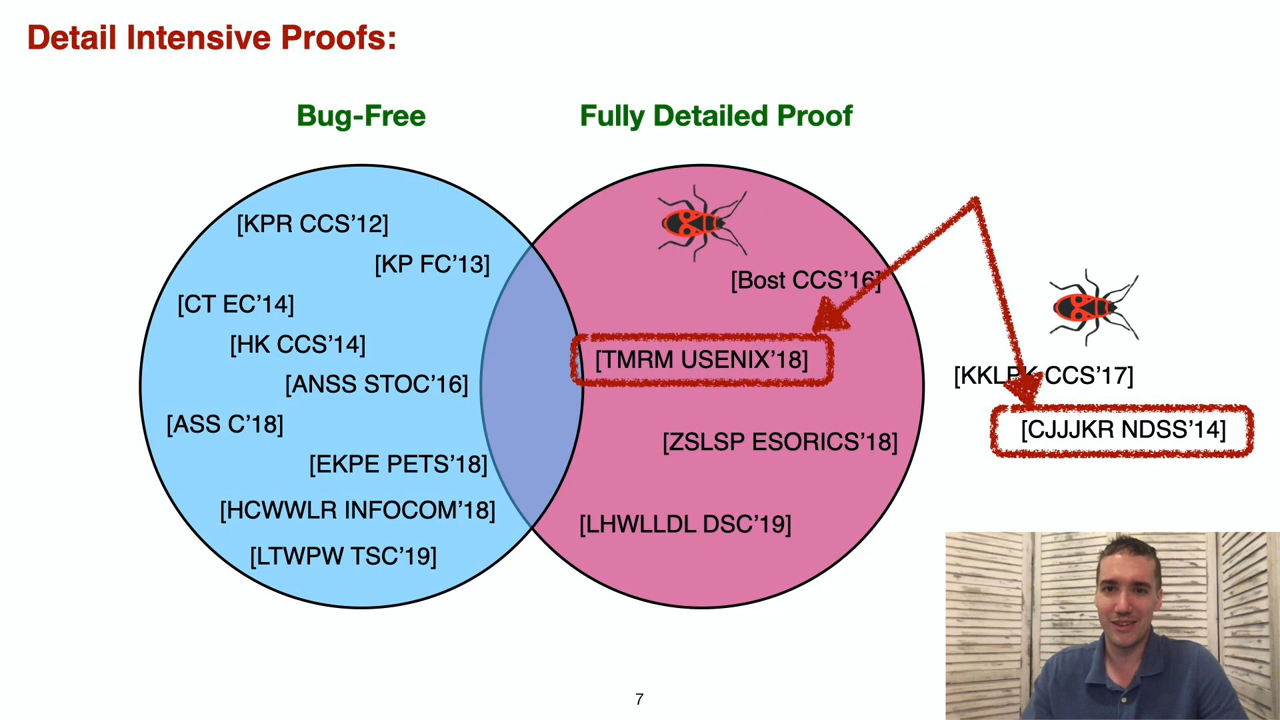 Detail Intensive Proofs:
Bug-Free
Fully Detailed Proof
[KPR CCS’12]
[KP FC’13]
[CT EC’14]
[HK CCS’14]
[ANSS STOC’16]
[ASS C’18]
[EKPE PETS’18]
[HCWWLR INFOCOM’18]
[LTWPW TSC’19]
[Bost CCS’16]
[TMRM USENIX’18]
[ZSLSP ESORICS’18]
[LHWLLDL DSC’19]
[KKLPK CCS’17]
[CJJJKR NDSS’14]
7